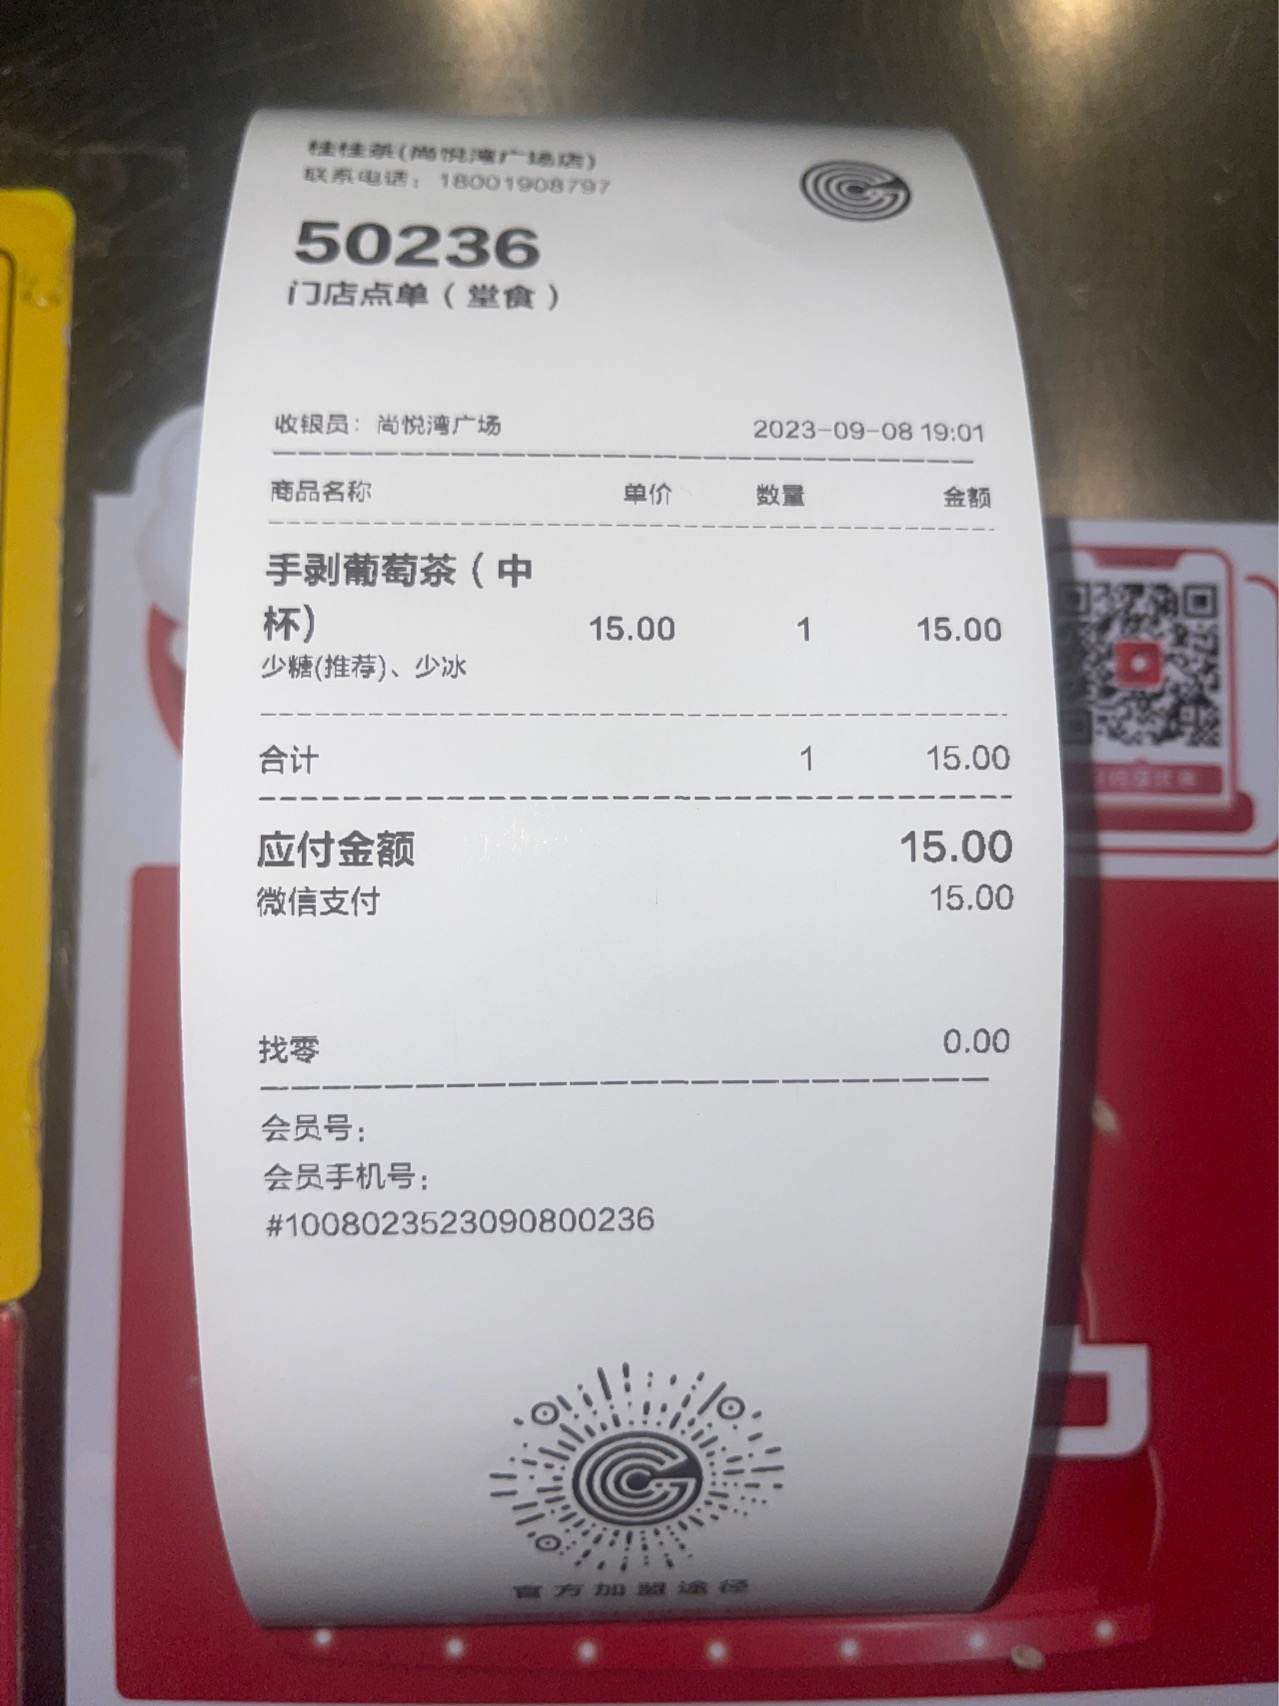 桂桂茶(尚悦湾广场店)
联系电话：18001908797
50236
门店点单（堂食）
收银员：尚悦湾广场 2023-09-08 19:01
商品名称 单价 数量 金额
手剥葡萄茶（中
杯） 15.00 1 15.00
少糖(推荐)、少冰
合计 1 15.00
应付金额 15.00
微信支付 15.00
找零 0.00
会员号：
会员手机号：
#1008023523090800236
官方加盟途径